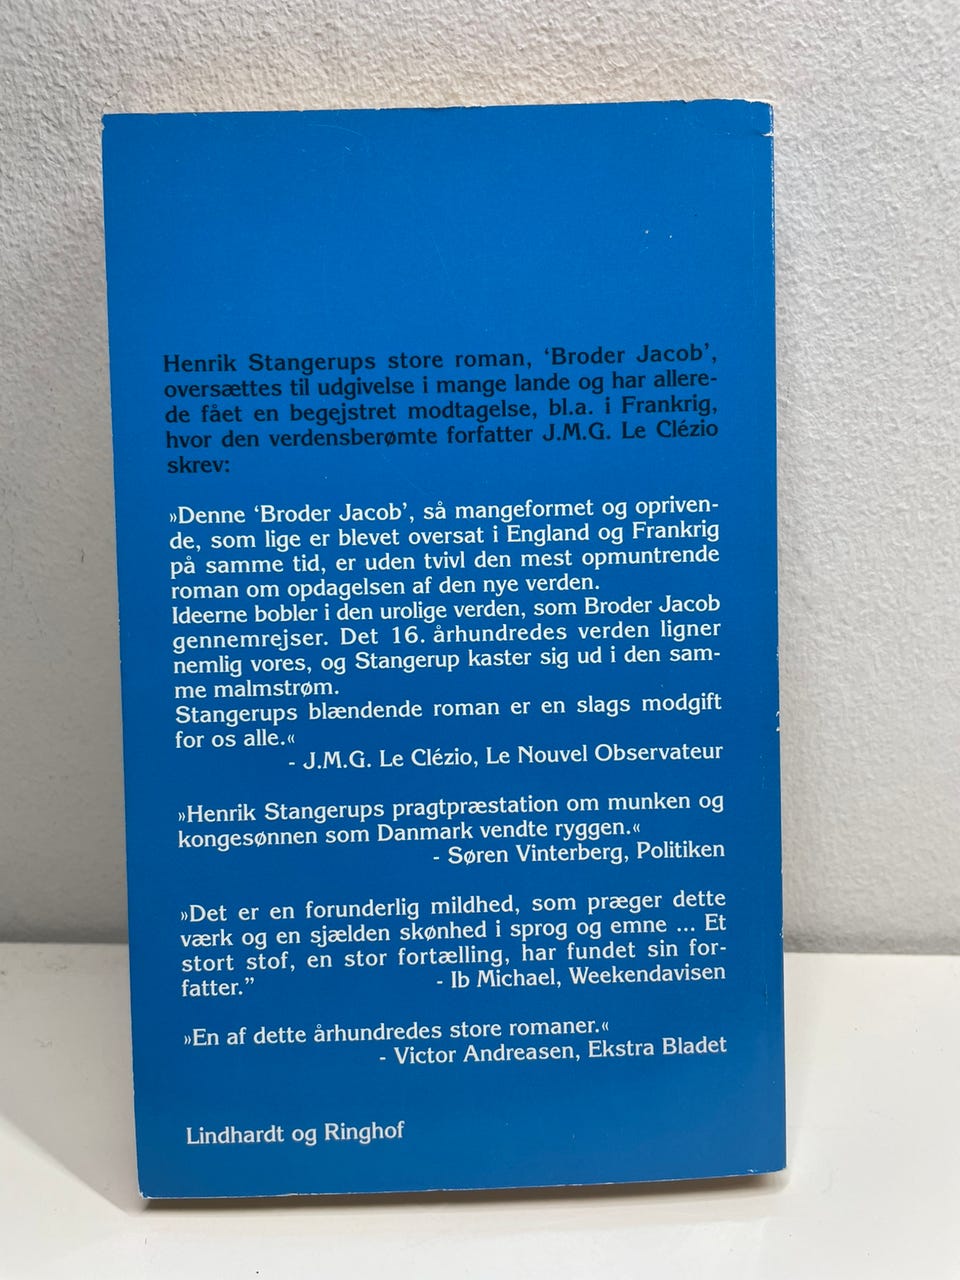 Henrik Stangerups store roman, ‘Broder Jacob’,
oversættes til udgivelse i mange lande og har allere-
de fået en begejstret modtagelse, bl.a. i Frankrig,
hvor den verdensberømte forfatter J.M.G. Le Clézio
skrev:
»Denne ‘Broder Jacob’, så mangeformet og opriven-
de, som lige er blevet oversat i England og Frankrig
på samme tid, er uden tvivl den mest opmuntrende
roman om opdagelsen af den nye verden.
Ideerne bobler i den urolige verden, som Broder Jacob
gennemrejser. Det 16. århundredes verden ligner
nemlig vores, og Stangerup kaster sig ud i den sam-
me malmstrøm.
Stangerups blændende roman er en slags modgift
for os alle.«
- J.M.G. Le Clézio, Le Nouvel Observateur
»Henrik Stangerups pragtpræstation om munken og
kongesønnen som Danmark vendte ryggen.«
- Søren Vinterberg, Politiken
»Det er en forunderlig mildhed, som præger dette
værk og en sjælden skønhed i sprog og emne ... Et
stort stof, en stor fortælling, har fundet sin for-
fatter.” - Ib Michael, Weekendavisen
»En af dette århundredes store romaner.«
- Victor Andreasen, Ekstra Bladet
Lindhardt og Ringhof